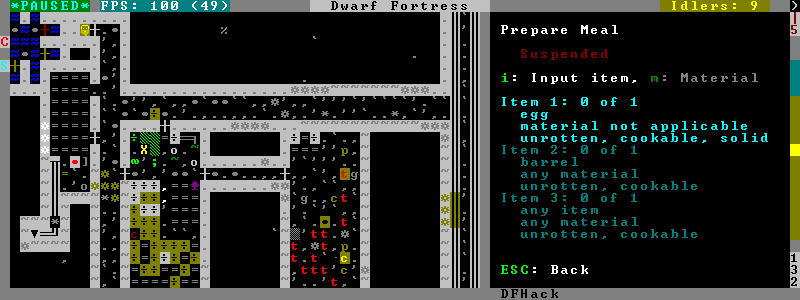 *PAUSED* FPS: 100 (49) Dwarf Fortress Idlers: 9
Prepare Meal
Suspended
i: Input item, m: Material
Item 1: 0 of 1
egg
material not applicable
unrotten, cookable, solid
Item 2: 0 of 1
barrel
any material
unrotten, cookable
Item 3: 0 of 1
any item
any material
unrotten, cookable
ESC: Back
DFHack